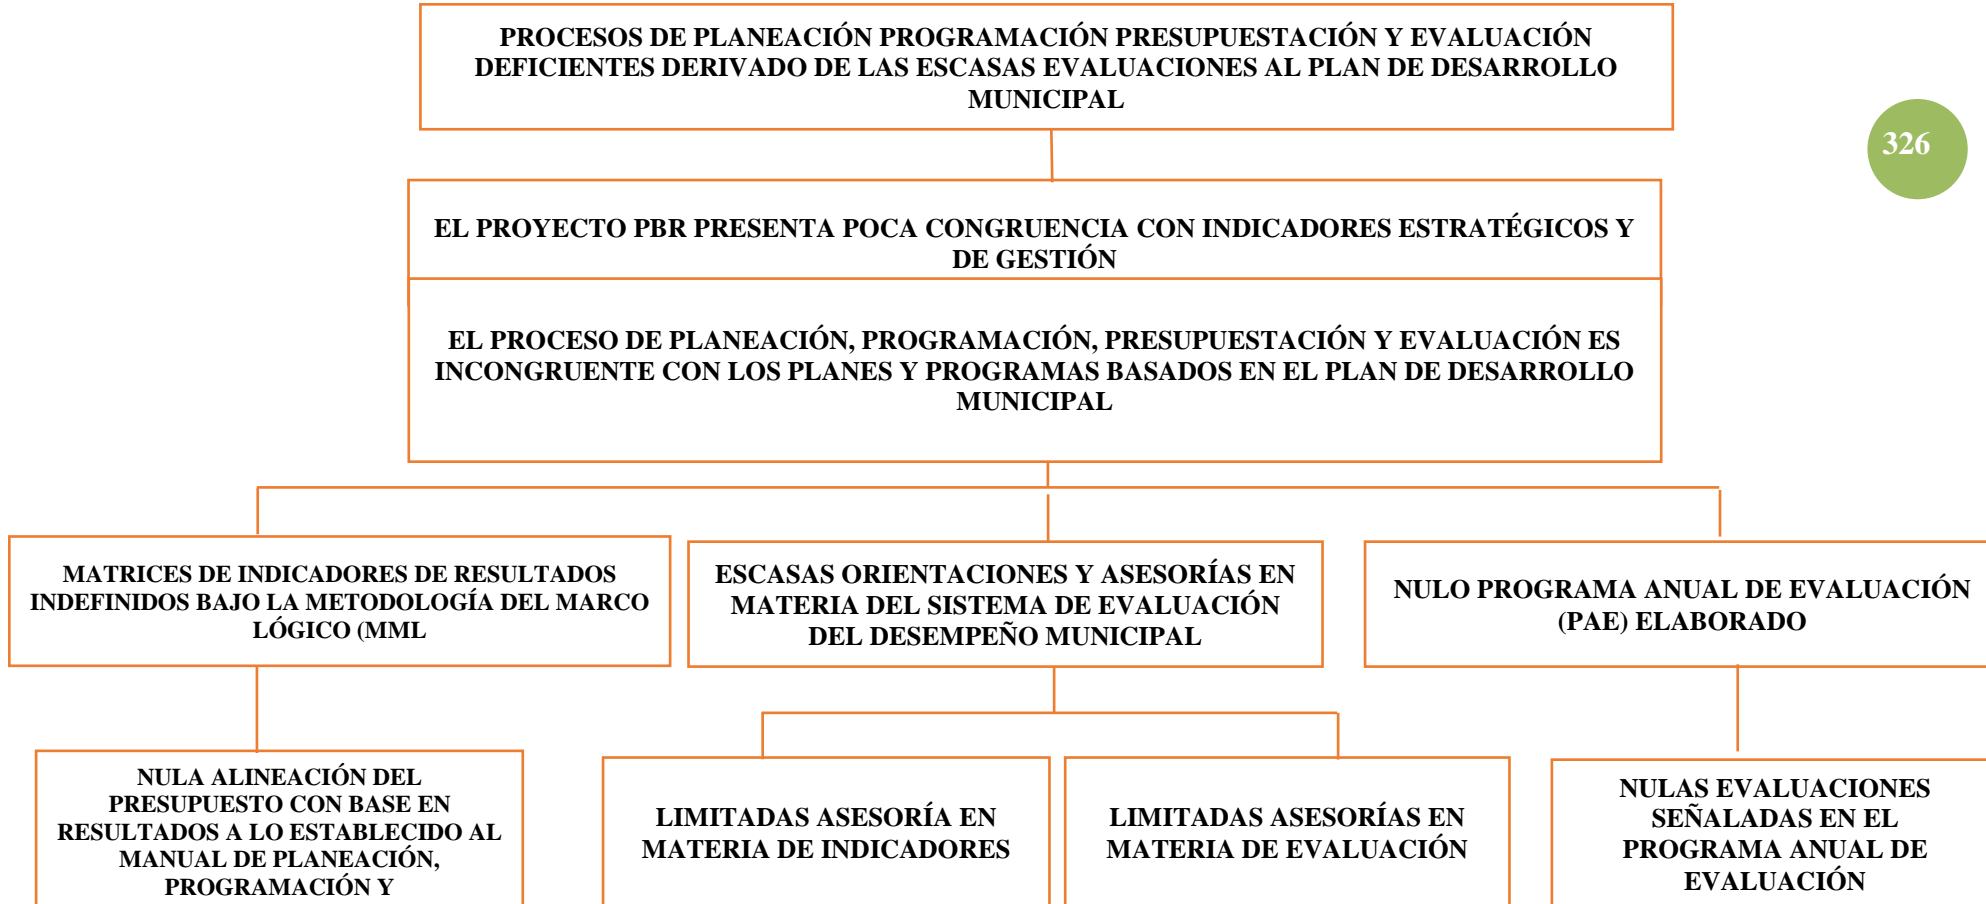 PROCESOS DE PLANEACIÓN PROGRAMACIÓN PRESUPUESTACIÓN Y EVALUACIÓN
DEFICIENTES DERIVADO DE LAS ESCASAS EVALUACIONES AL PLAN DE DESARROLLO
MUNICIPAL
326
EL PROYECTO PBR PRESENTA POCA CONGRUENCIA CON INDICADORES ESTRATÉGICOS Y
DE GESTIÓN
EL PROCESO DE PLANEACIÓN, PROGRAMACIÓN, PRESUPUESTACIÓN Y EVALUACIÓN ES
INCONGRUENTE CON LOS PLANES Y PROGRAMAS BASADOS EN EL PLAN DE DESARROLLO
MUNICIPAL
MATRICES DE INDICADORES DE RESULTADOS
INDEFINIDOS BAJO LA METODOLOGÍA DEL MARCO
LÓGICO (MML
ESCASAS ORIENTACIONES Y ASESORÍAS EN
MATERIA DEL SISTEMA DE EVALUACIÓN
DEL DESEMPEÑO MUNICIPAL
NULO PROGRAMA ANUAL DE EVALUACIÓN
(PAE) ELABORADO
NULA ALINEACIÓN DEL
PRESUPUESTO CON BASE EN
RESULTADOS A LO ESTABLECIDO AL
MANUAL DE PLANEACIÓN,
PROGRAMACIÓN Y
LIMITADAS ASESORÍA EN
MATERIA DE INDICADORES
LIMITADAS ASESORÍAS EN
MATERIA DE EVALUACIÓN
NULAS EVALUACIONES
SEÑALADAS EN EL
PROGRAMA ANUAL DE
EVALUACIÓN